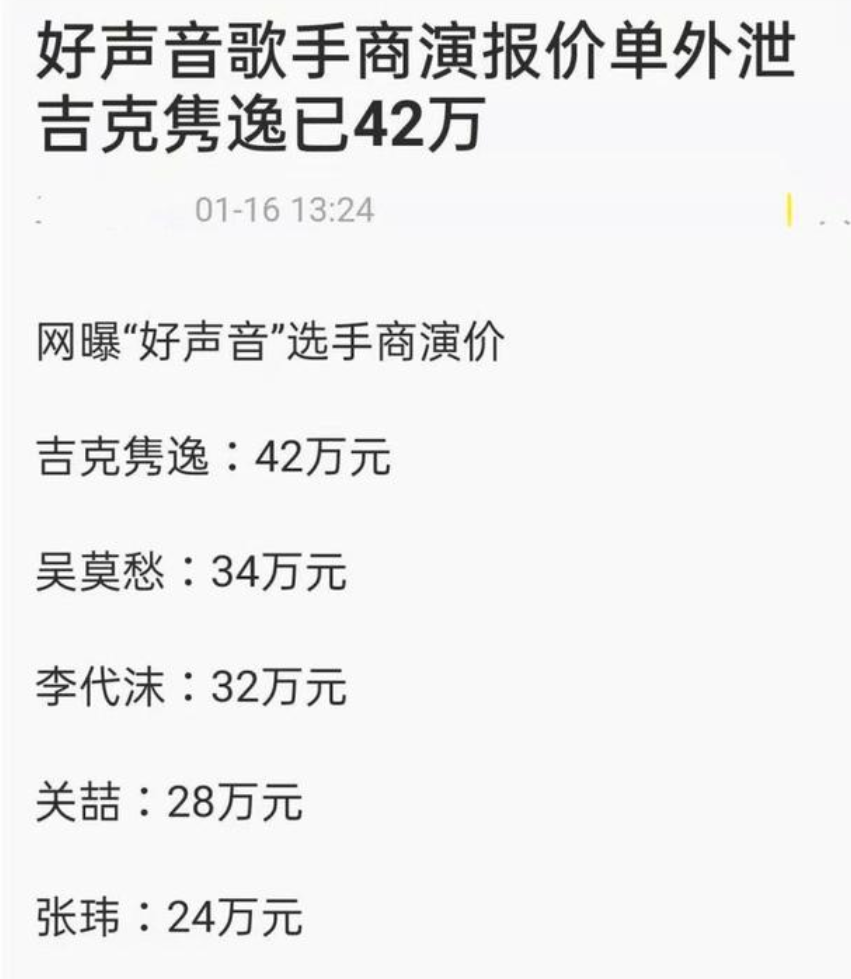 好声音歌手商演报价单外泄
吉克隽逸已42万
01-16 13:24
网曝“好声音”选手商演价
吉克隽逸：42万元
吴莫愁：34万元
李代沫：32万元
关喆：28万元
张玮：24万元